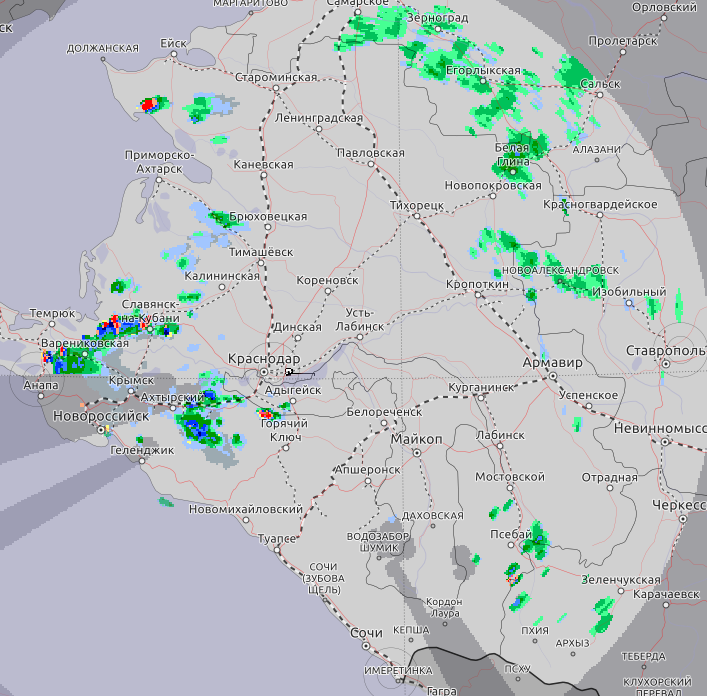 МАРГАРИТОВО
Самарское
Орловский
Зерноград
ск
Пролетарск
Ейск
ДОЛЖАНСКАЯ
Староминская
Егорлыкская
Сальск
Ленинградская
Белая
Глина
АЛАЗАНИ
Приморско-
Ахтарск
Каневская
Павловская
Новопокровская
Брюховецкая
Тихорецк
Красногвардейское
Тимашёвск
Калининская
Кореновск
Кропоткин
НОВОАЛЕКСАНДРОВСК
Изобильный
Темрюк
Славянск-
на-Кубани
Усть-
Лабинск
Динская
Варениковская
Краснодар
Армавир
Ставрополь
Анапа
Крымск
Ахтырский
Адыгейск
Курганинск
Успенское
Новороссийск
Горячий
Ключ
Белореченск
Майкоп
Лабинск
Невинномысс
Геленджик
Апшеронск
Мостовской
Отрадная
Новомихайловский
ДАХОВСКАЯ
Черкесс
Туапсе
ВОДОЗАБОР
ШУМИК
Псебай
СОЧИ
(ЗУБОВА
ЩЕЛЬ)
Зеленчукская
Карачаевск
Кордон
Лаура
Сочи
КЕПША
ПХИЯ
АРХЫЗ
ИМЕРЕТИНКА
ПСХУ
ТЕБЕРДА
КЛУХОРСКИЙ
ПЕРЕВАЛ
Гагра